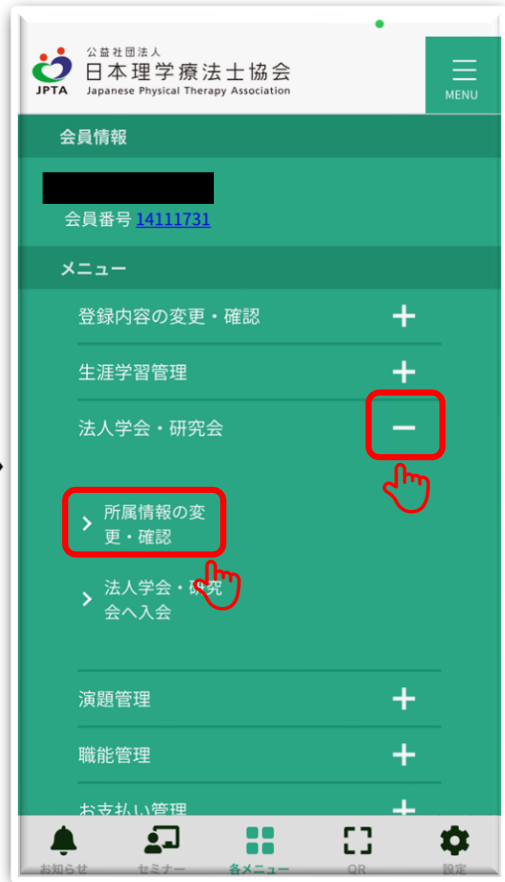 公益社団法人
日本理学療法士協会
JPTA Japanese Physical Therapy Association
MENU
会員情報
会員番号 14111731
メニュー
登録内容の変更・確認
生涯学習管理
法人学会・研究会
所属情報の変
更・確認
法人学会・研究
会へ入会
演題管理
職能管理
お支払い管理
お知らせ セミナー 各メニュー QR 設定